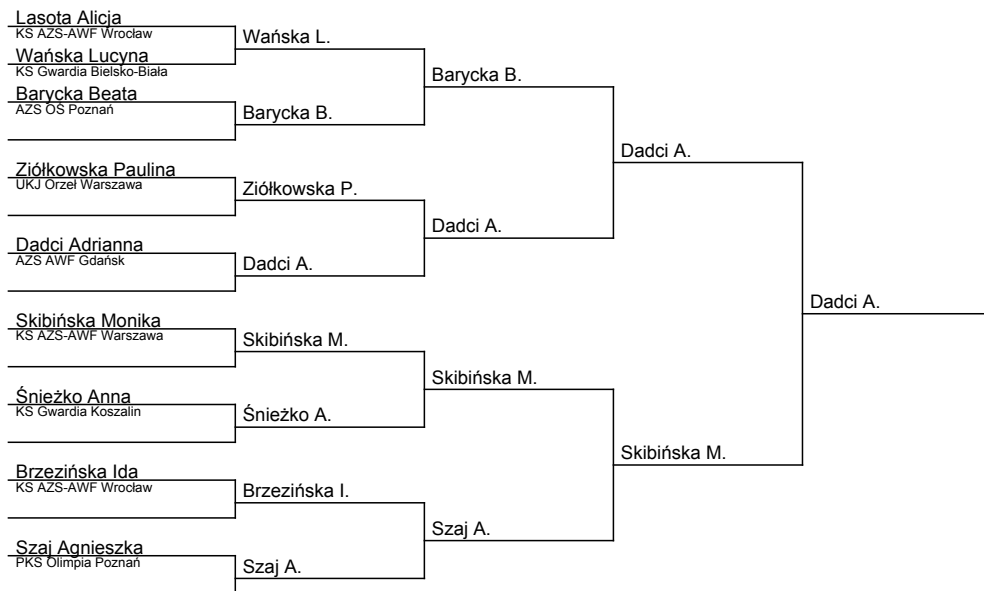 Lasota Alicja
KS AZS-AWF Wrocław
Wańska Lucyna
KS Gwardia Bielsko-Biała
Barycka Beata
AZS OŚ Poznań
Ziółkowska Paulina
UKJ Orzeł Warszawa
Dadci Adrianna
AZS AWF Gdańsk
Skibińska Monika
KS AZS-AWF Warszawa
Śnieżko Anna
KS Gwardia Koszalin
Brzezińska Ida
KS AZS-AWF Wrocław
Szaj Agnieszka
PKS Olimpia Poznań
Wańska L.
Barycka B.
Ziółkowska P.
Dadci A.
Skibińska M.
Śnieżko A.
Brzezińska I.
Szaj A.
Barycka B.
Dadci A.
Skibińska M.
Szaj A.
Dadci A.
Skibińska M.
Dadci A.